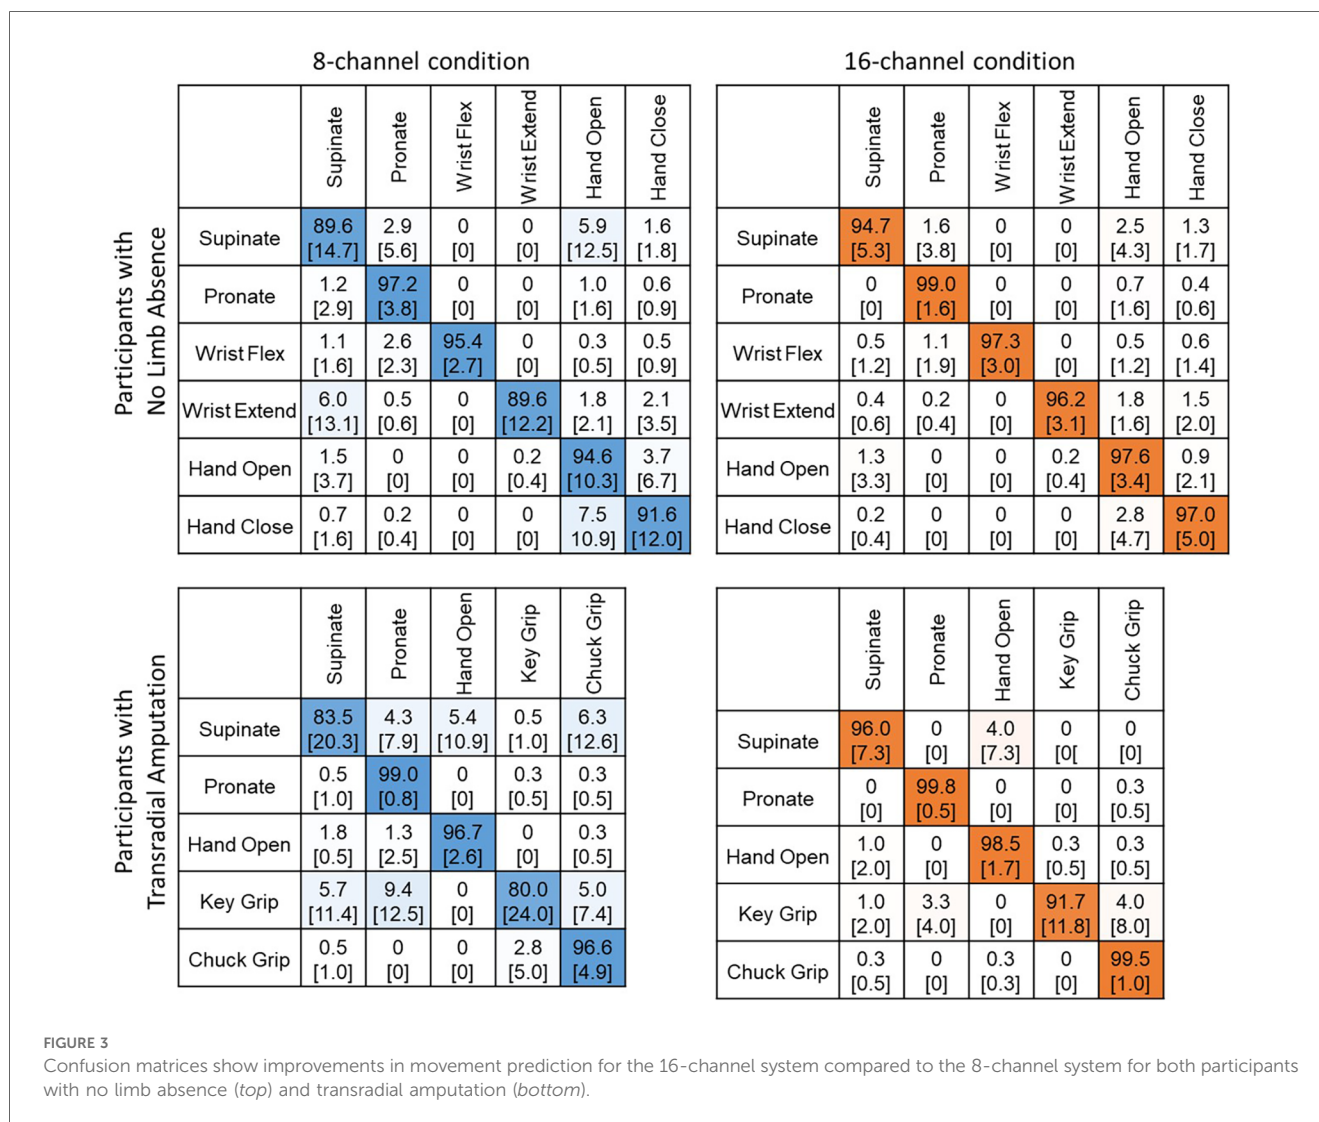 8-channel condition
16-channel condition
Participants with
No Limb Absence
Supinate Pronate Wrist Flex Wrist Extend Hand Open Hand Close
Supinate 89.6 2.9 0 0 5.9 1.6
[14.7] [5.6] [0] [0] [12.5] [1.8]
Pronate 1.2 97.2 0 0 1.0 0.6
[2.9] [3.8] [0] [0] [1.6] [0.9]
Wrist Flex 1.1 2.6 95.4 0 0.3 0.5
[1.6] [2.3] [2.7] [0] [0.5] [0.9]
Wrist Extend 6.0 0.5 0 89.6 1.8 2.1
[13.1] [0.6] [0] [12.2] [2.1] [3.5]
Hand Open 1.5 0 0 0.2 94.6 3.7
[3.7] [0] [0] [0.4] [10.3] [6.7]
Hand Close 0.7 0.2 0 0 7.5 91.6
[1.6] [0.4] [0] [0] 10.9] [12.0]
Supinate Pronate Wrist Flex Wrist Extend Hand Open Hand Close
Supinate 94.7 1.6 0 0 2.5 1.3
[5.3] [3.8] [0] [0] [4.3] [1.7]
Pronate 0 99.0 0 0 0.7 0.4
[0] [1.6] [0] [0] [1.6] [0.6]
Wrist Flex 0.5 1.1 97.3 0 0.5 0.6
[1.2] [1.9] [3.0] [0] [1.2] [1.4]
Wrist Extend 0.4 0.2 0 96.2 1.8 1.5
[0.6] [0.4] [0] [3.1] [1.6] [2.0]
Hand Open 1.3 0 0 0.2 97.6 0.9
[3.3] [0] [0] [0.4] [3.4] [2.1]
Hand Close 0.2 0 0 0 2.8 97.0
[0.4] [0] [0] [0] [4.7] [5.0]
Participants with
Transradial Amputation
Supinate Pronate Hand Open Key Grip Chuck Grip
Supinate 83.5 4.3 5.4 0.5 6.3
[20.3] [7.9] [10.9] [1.0] [12.6]
Pronate 0.5 99.0 0 0.3 0.3
[1.0] [0.8] [0] [0.5] [0.5]
Hand Open 1.8 1.3 96.7 0 0.3
[0.5] [2.5] [2.6] [0] [0.5]
Key Grip 5.7 9.4 0 80.0 5.0
[11.4] [12.5] [0] [24.0] [7.4]
Chuck Grip 0.5 0 0 2.8 96.6
[1.0] [0] [0] [5.0] [4.9]
Supinate Pronate Hand Open Key Grip Chuck Grip
Supinate 96.0 0 4.0 0 0
[7.3] [0] [7.3] [0[ [0]
Pronate 0 99.8 0 0 0.3
[0] [0.5] [0] [0] [0.5]
Hand Open 1.0 0 98.5 0.3 0.3
[2.0] [0] [1.7] [0.5] [0.5]
Key Grip 1.0 3.3 0 91.7 4.0
[2.0] [4.0] [0] [11.8] [8.0]
Chuck Grip 0.3 0 0.3 0 99.5
[0.5] [0] [0.3] [0] [1.0]
FIGURE 3
Confusion matrices show improvements in movement prediction for the 16-channel system compared to the 8-channel system for both participants
with no limb absence (top) and transradial amputation (bottom).